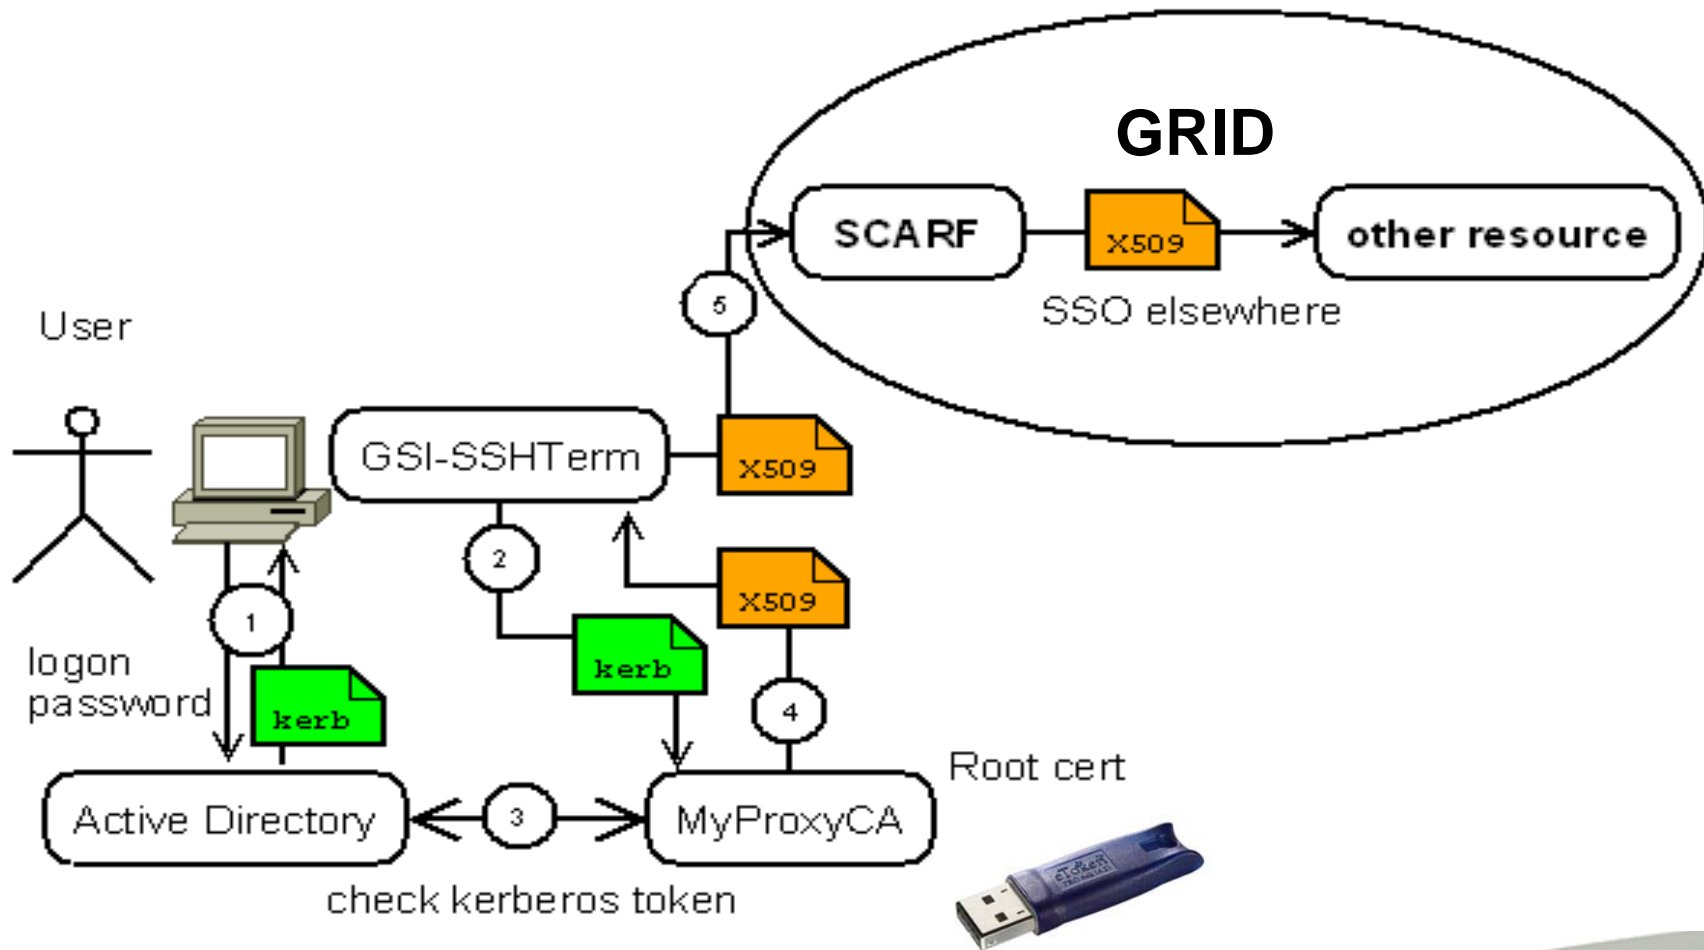 GRID
SCARF
X509
other resource
SSO elsewhere
5
User
GSI-SSHTerm
X509
2
X509
1
kerb
logon
password
kerb
4
Root cert
Active Directory
3
MyProxyCA
check kerberos token
eToken